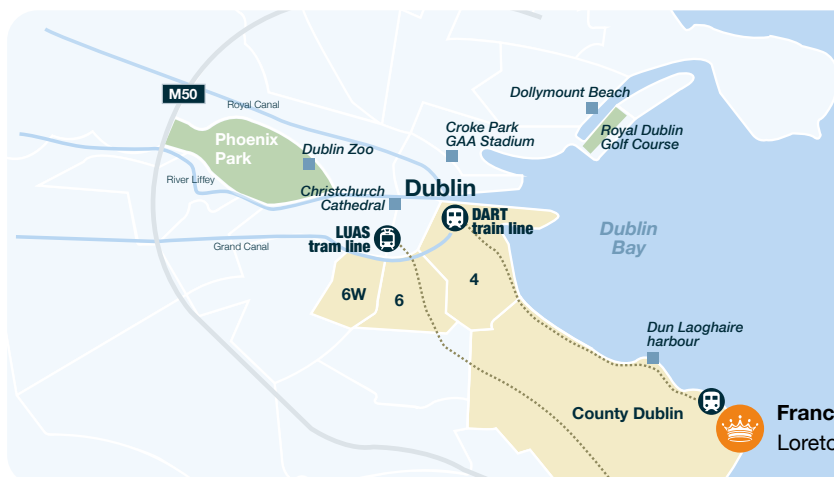 M50
Royal Canal
Phoenix
Park
Dublin Zoo
River Liffey
Croke Park
GAA Stadium
Dollymount Beach
Royal Dublin
Golf Course
Christchurch
Cathedral
Dublin
LUAS
tram line
DART
train line
Grand Canal
Dublin
Bay
6W
6
4
Dun Laoghaire
harbour
County Dublin
Franc
Loreto